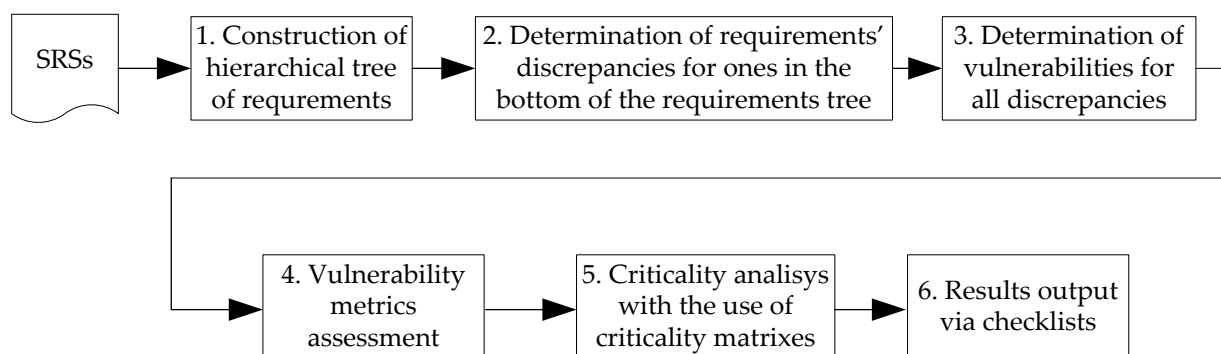 SRSs
1. Construction of
hierarchical tree
of requrements
2. Determination of requirements’
discrepancies for ones in the
bottom of the requirements tree
3. Determination of
vulnerabilities for
all discrepancies
4. Vulnerability
metrics
assessment
5. Criticality analisys
with the use of
criticality matrixes
6. Results output
via checklists